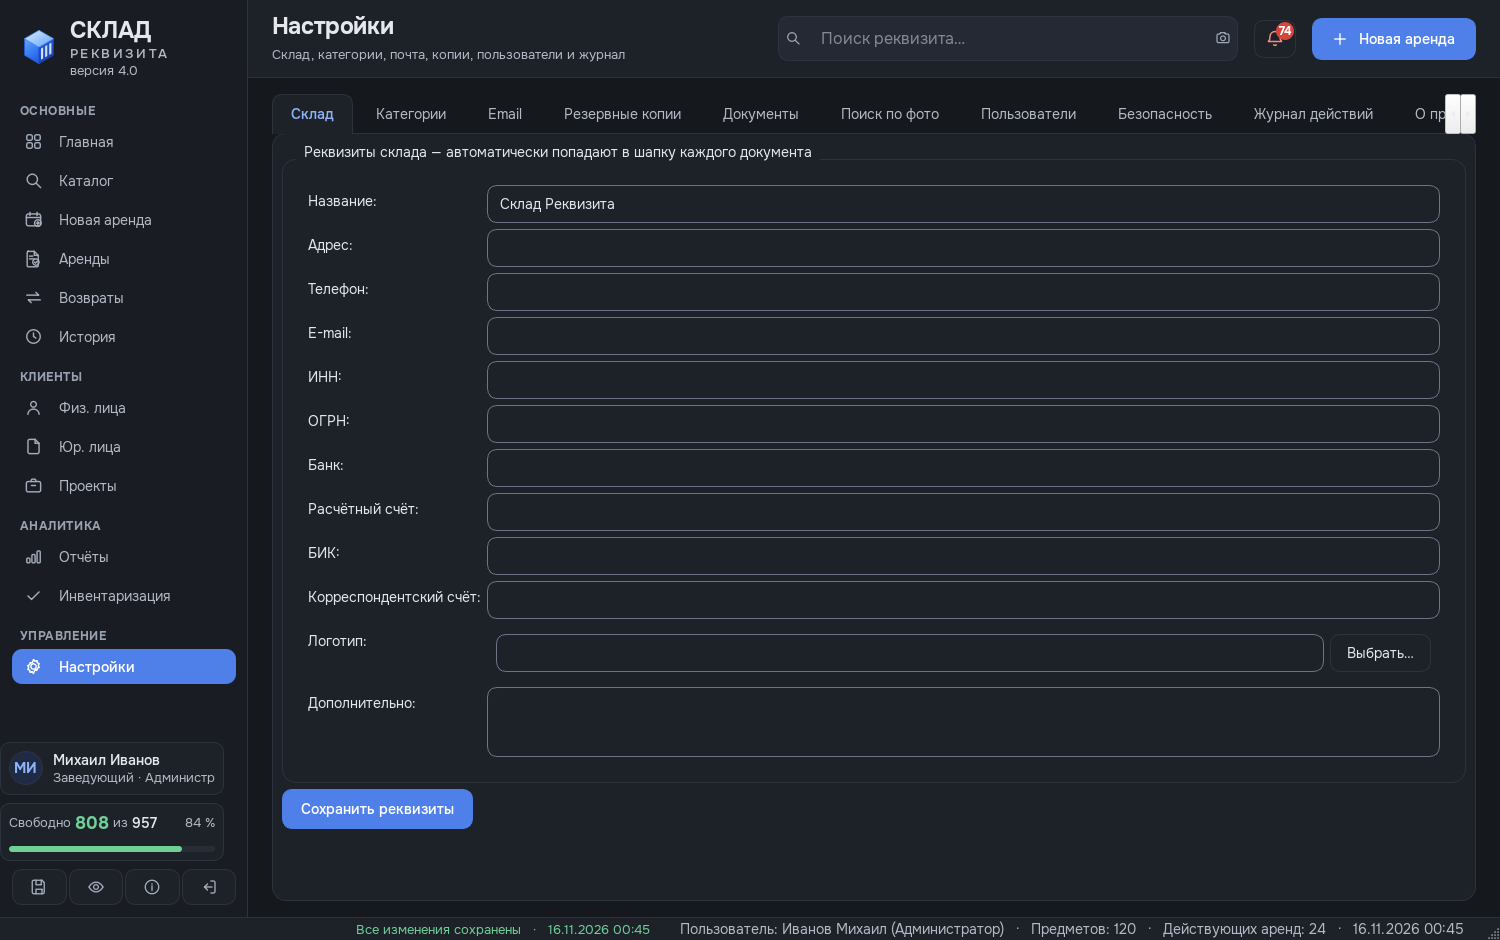 СКЛАД
РЕКВИЗИТА
версия 4.0
ОСНОВНЫЕ
Главная
Каталог
Новая аренда
Аренды
Возвраты
История
КЛИЕНТЫ
Физ. лица
Юр. лица
Проекты
АНАЛИТИКА
Отчёты
Инвентаризация
УПРАВЛЕНИЕ
Настройки
МИ
Михаил Иванов
Заведующий · Администр
Свободно 808 из 957 84 %
Настройки
Склад, категории, почта, копии, пользователи и журнал
Поиск реквизита...
74
Новая аренда
Склад Категории Email Резервные копии Документы Поиск по фото Пользователи Безопасность Журнал действий О пр
Реквизиты склада — автоматически попадают в шапку каждого документа
Название: Склад Реквизита
Адрес:
Телефон:
E-mail:
ИНН:
ОГРН:
Банк:
Расчётный счёт:
БИК:
Корреспондентский счёт:
Логотип: Выбрать...
Дополнительно:
Сохранить реквизиты
Все изменения сохранены · 16.11.2026 00:45 Пользователь: Иванов Михаил (Администратор) · Предметов: 120 · Действующих аренд: 24 · 16.11.2026 00:45